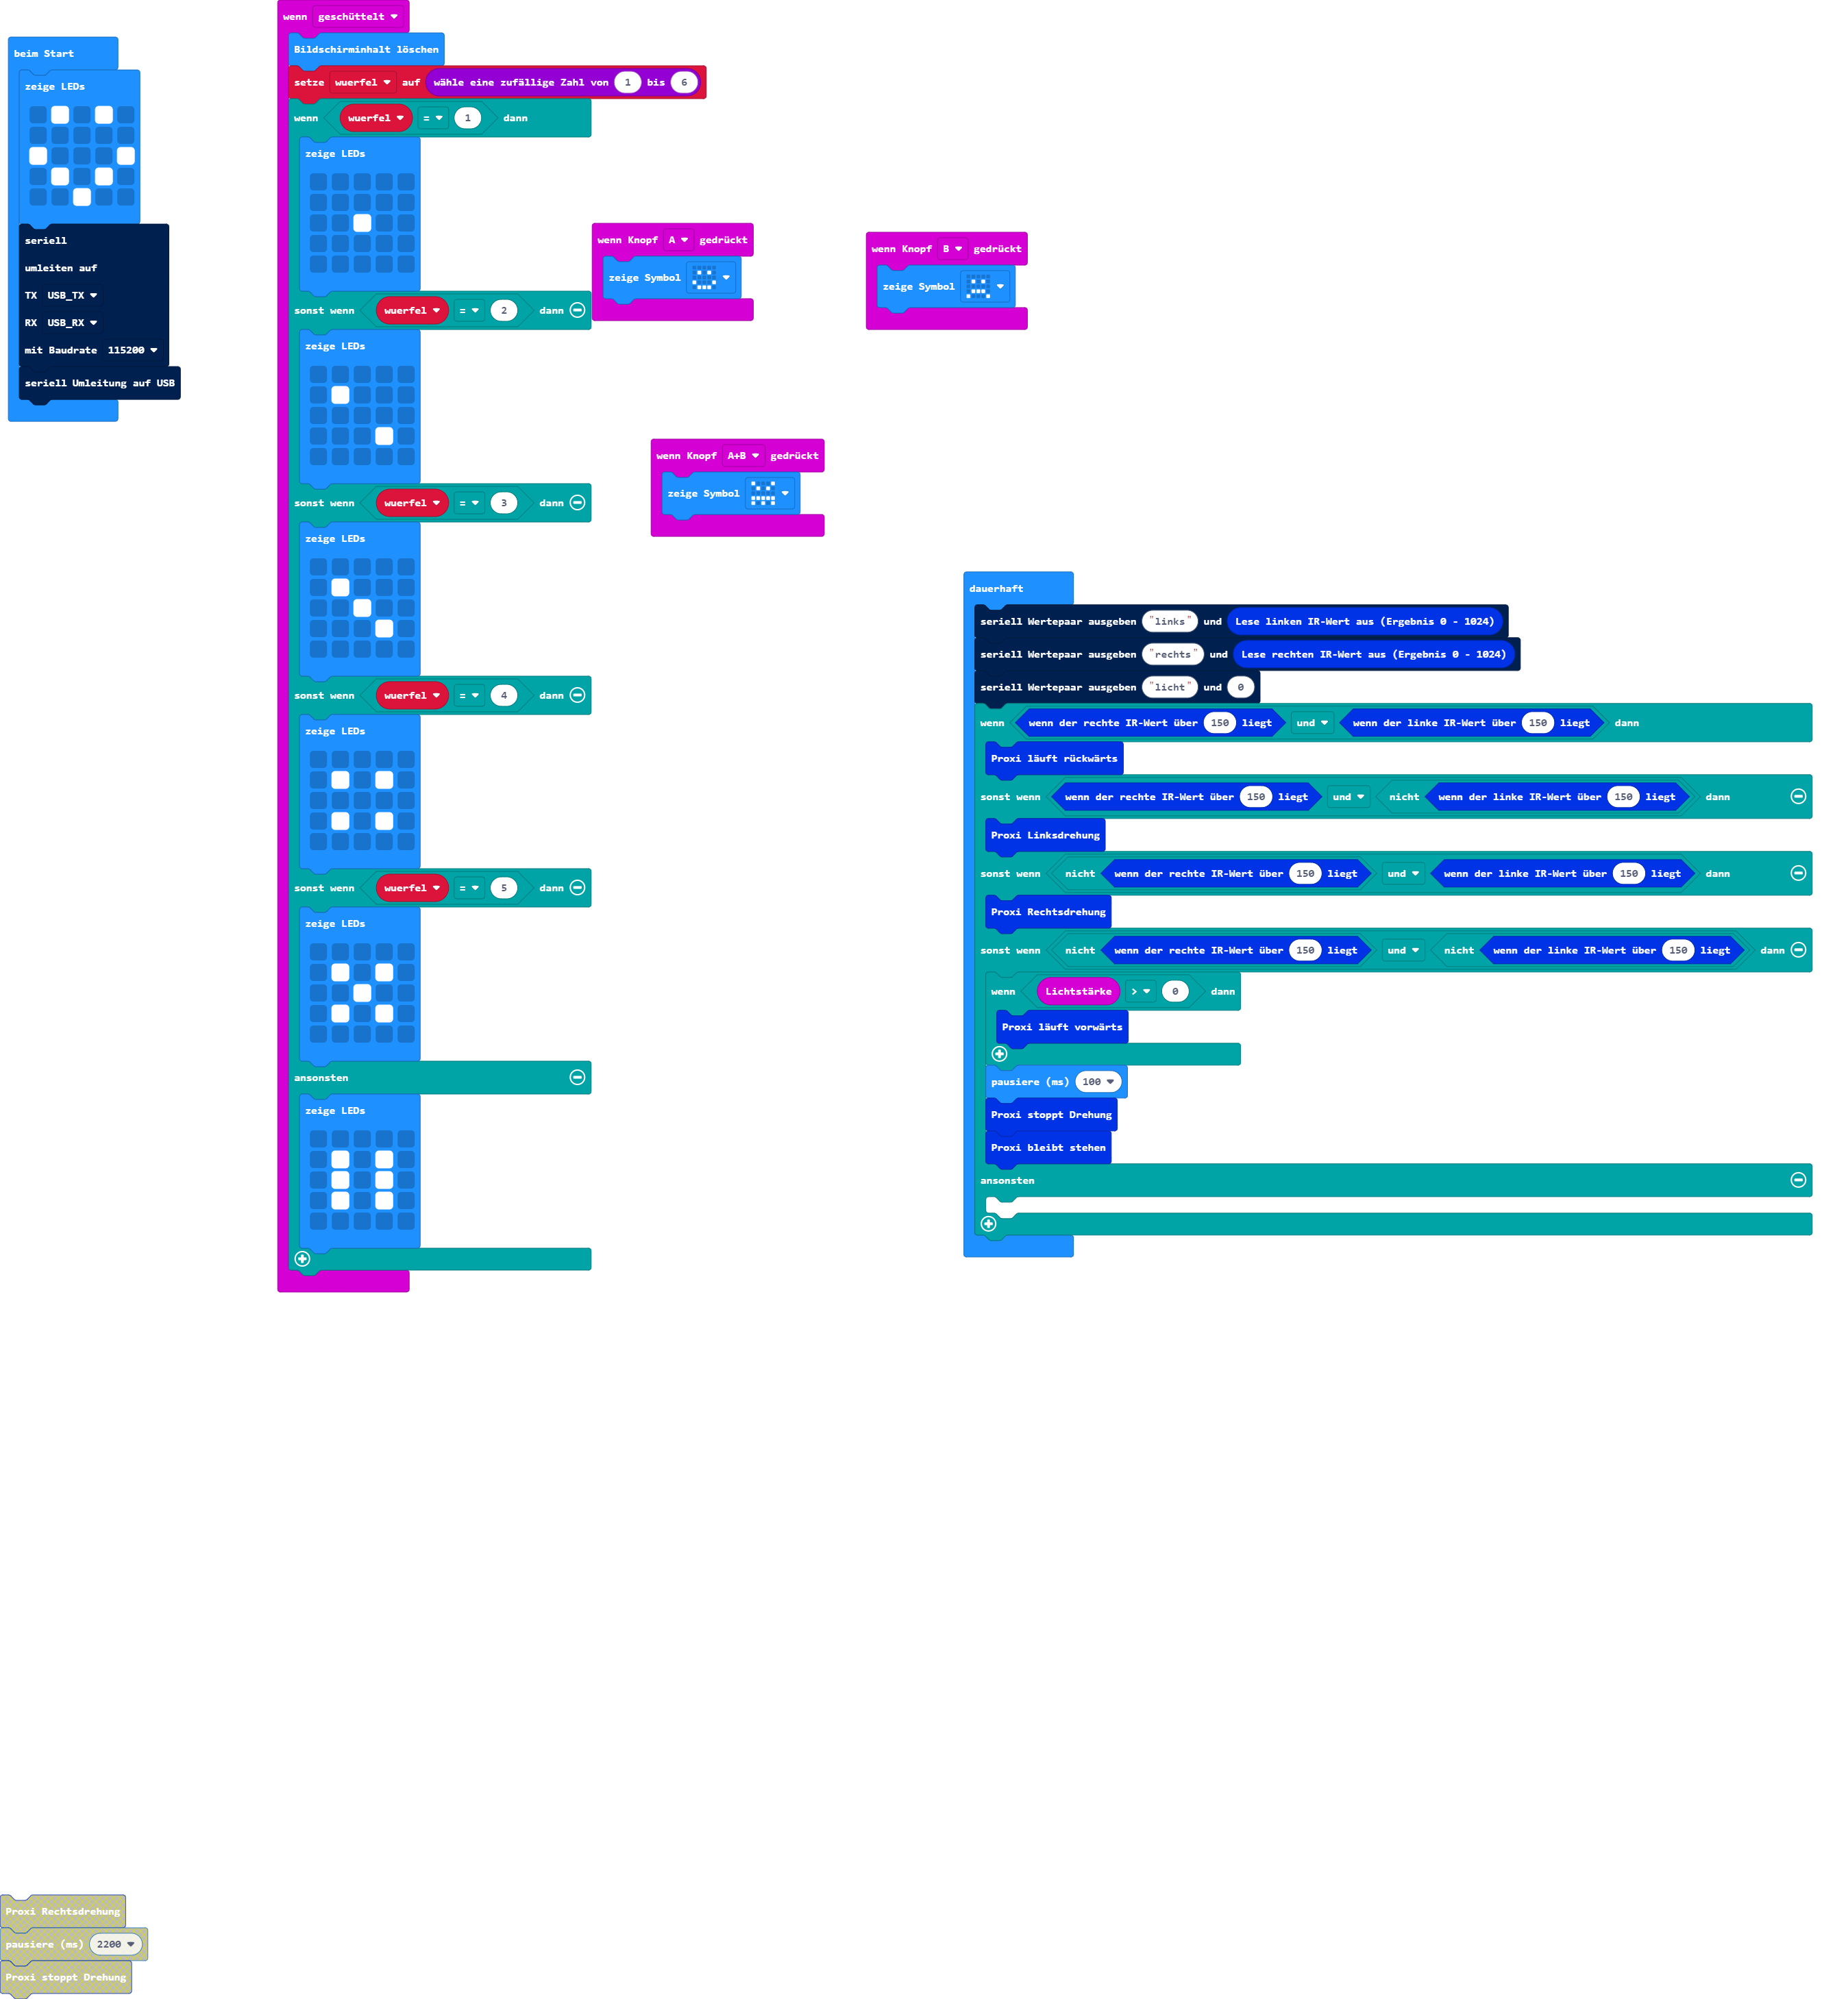 beim Start
zeige LEDs
seriell
umleiten auf
TX USB_TX
RX USB_RX
mit Baudrate 115200
seriell Umleitung auf USB
wenn geschüttelt
Bildschirminhalt löschen
setze wuerfel auf wähle eine zufällige Zahl von 1 bis 6
wenn wuerfel = 1 dann
zeige LEDs
sonst wenn wuerfel = 2 dann
zeige LEDs
sonst wenn wuerfel = 3 dann
zeige LEDs
sonst wenn wuerfel = 4 dann
zeige LEDs
sonst wenn wuerfel = 5 dann
zeige LEDs
ansonsten
zeige LEDs
wenn Knopf A gedrückt
zeige Symbol
wenn Knopf B gedrückt
zeige Symbol
wenn Knopf A+B gedrückt
zeige Symbol
dauerhaft
seriell Wertepaar ausgeben "links" und Lese linken IR-Wert aus (Ergebnis 0 - 1024)
seriell Wertepaar ausgeben "rechts" und Lese rechten IR-Wert aus (Ergebnis 0 - 1024)
seriell Wertepaar ausgeben "licht" und 0
wenn wenn der rechte IR-Wert über 150 liegt und wenn der linke IR-Wert über 150 liegt dann
Proxi läuft rückwärts
sonst wenn wenn der rechte IR-Wert über 150 liegt und nicht wenn der linke IR-Wert über 150 liegt dann
Proxi Linksdrehung
sonst wenn nicht wenn der rechte IR-Wert über 150 liegt und wenn der linke IR-Wert über 150 liegt dann
Proxi Rechtsdrehung
sonst wenn nicht wenn der rechte IR-Wert über 150 liegt und nicht wenn der linke IR-Wert über 150 liegt dann
wenn Lichtstärke > 0 dann
Proxi läuft vorwärts
pausiere (ms) 100
Proxi stoppt Drehung
Proxi bleibt stehen
ansonsten
Proxi Rechtsdrehung
pausiere (ms) 2200
Proxi stoppt Drehung